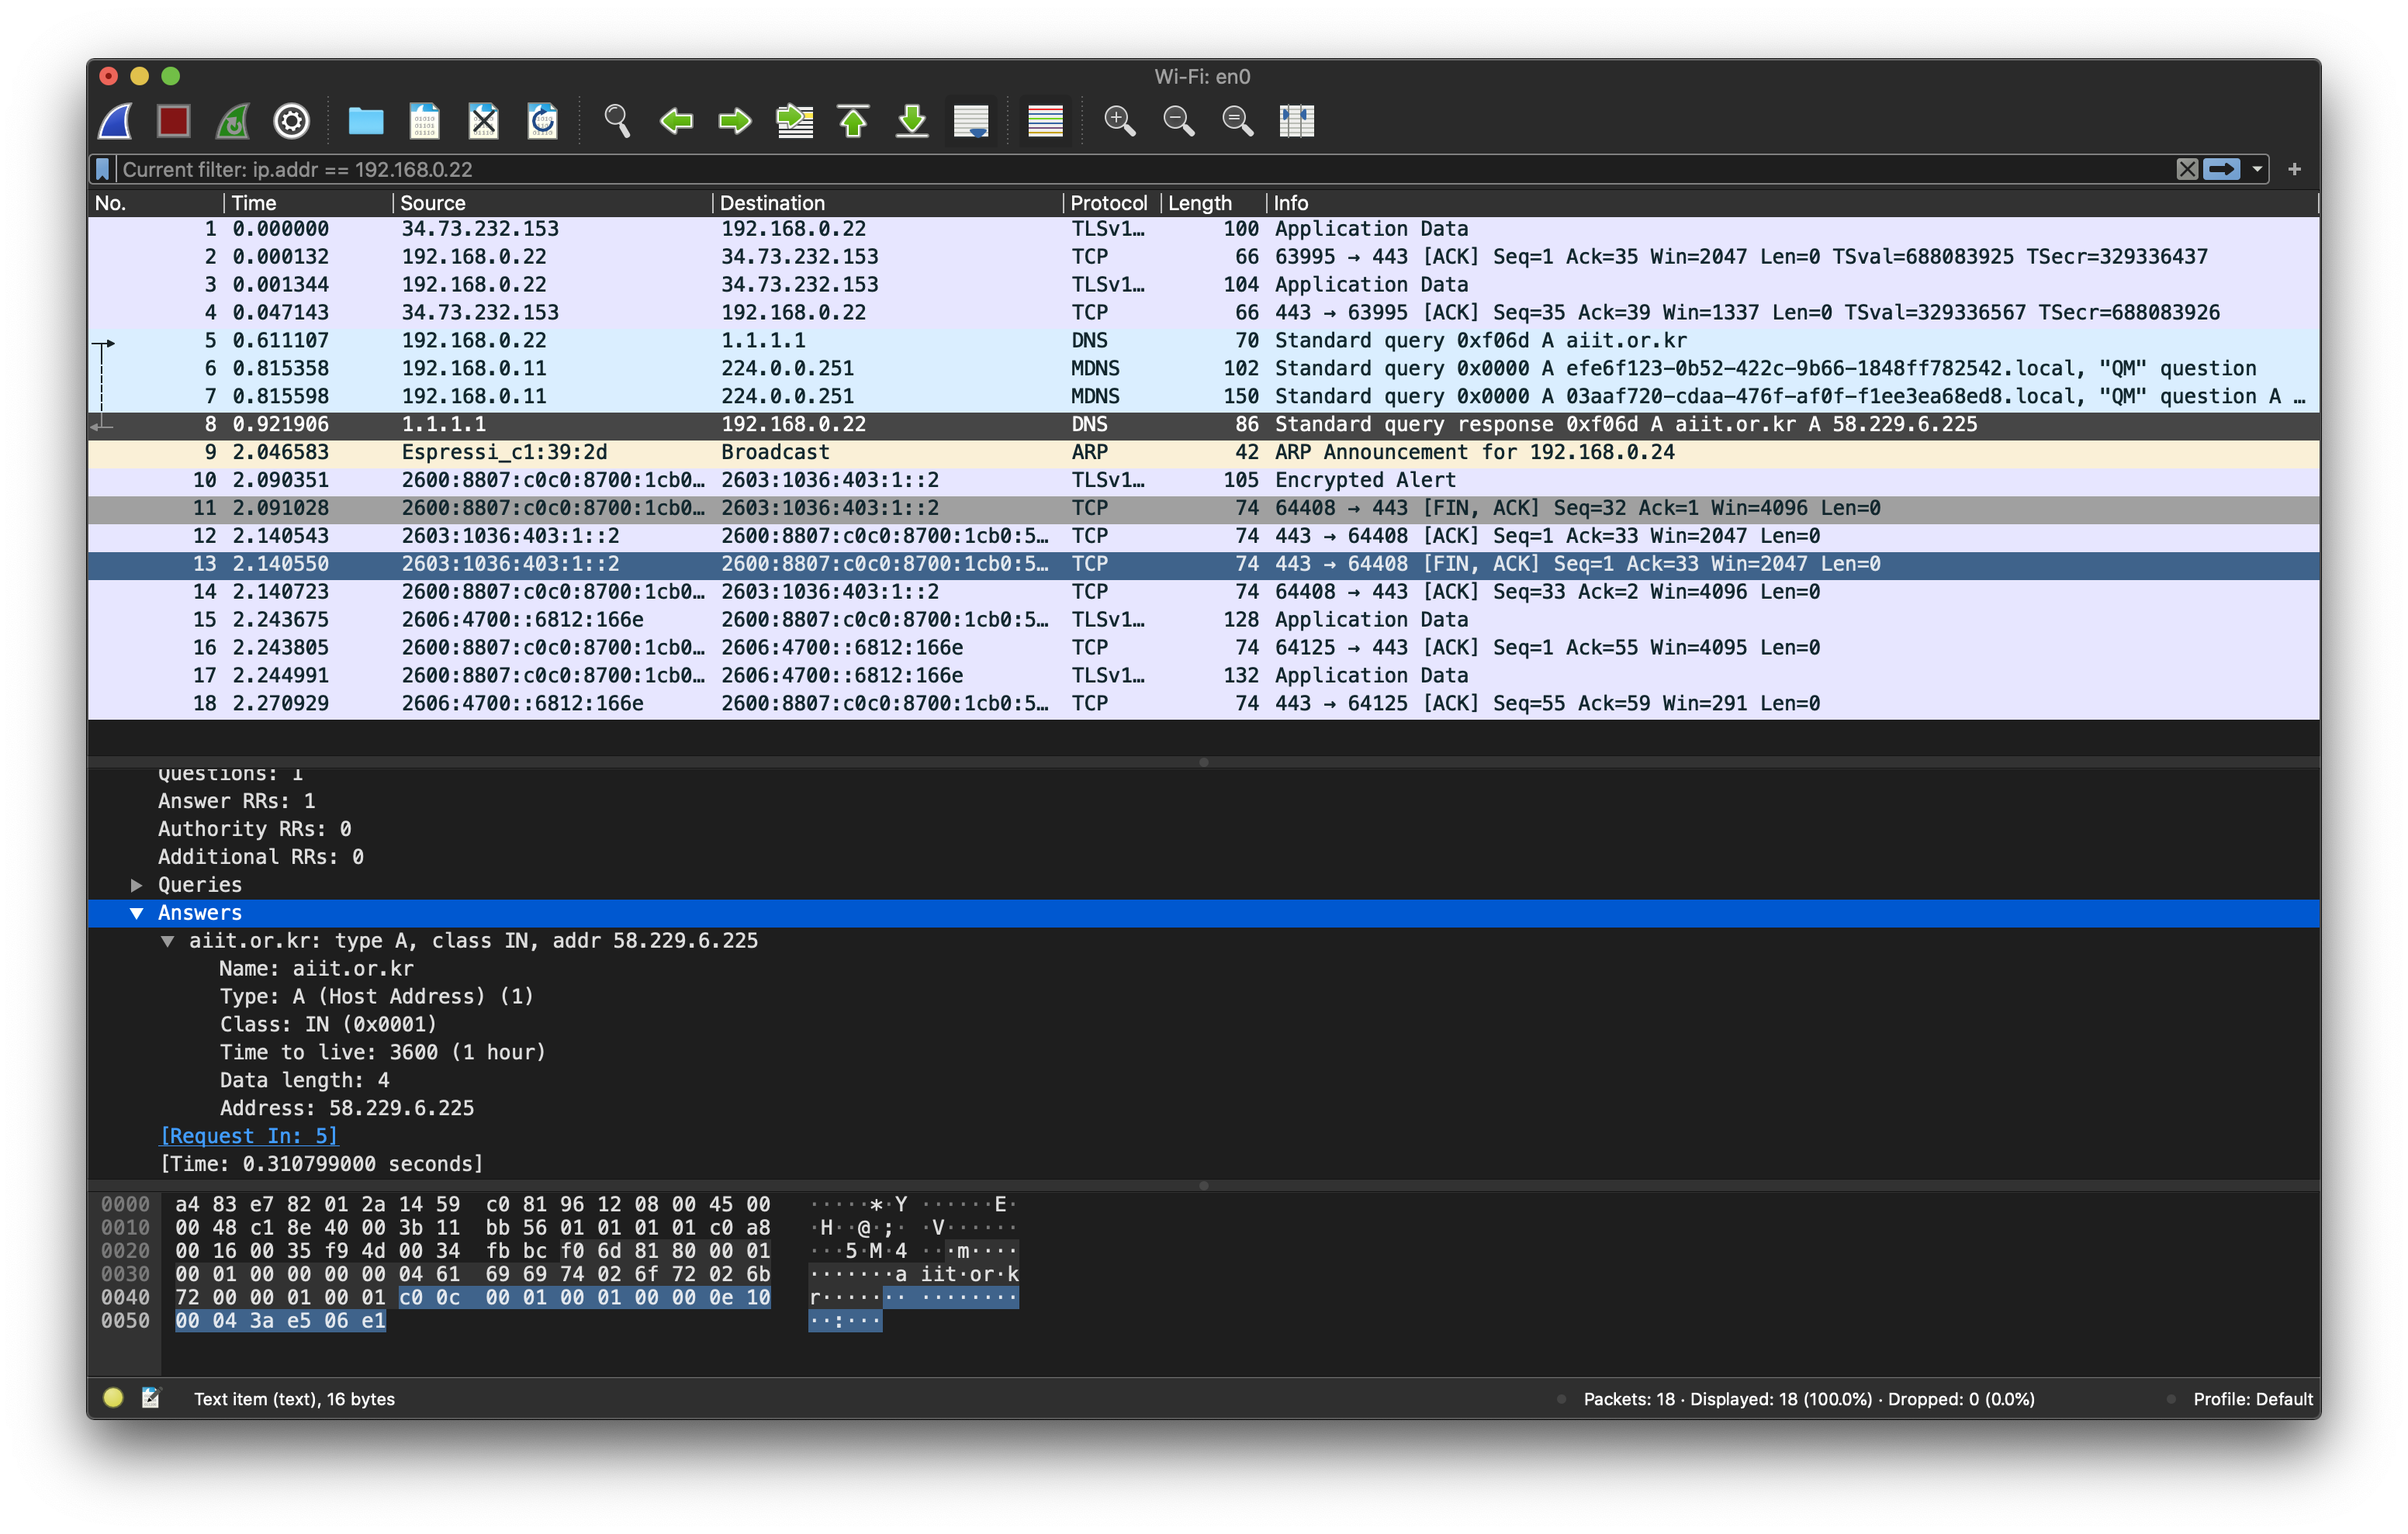 Wi-Fi: en0
Current filter: ip.addr == 192.168.0.22
No. Time Source Destination Protocol Length Info
1 0.000000 34.73.232.153 192.168.0.22 TLSv1… 100 Application Data
2 0.000132 192.168.0.22 34.73.232.153 TCP 66 63995 → 443 [ACK] Seq=1 Ack=35 Win=2047 Len=0 TSval=688083925 TSecr=329336437
3 0.001344 192.168.0.22 34.73.232.153 TLSv1… 104 Application Data
4 0.047143 34.73.232.153 192.168.0.22 TCP 66 443 → 63995 [ACK] Seq=35 Ack=39 Win=1337 Len=0 TSval=329336567 TSecr=688083926
5 0.611107 192.168.0.22 1.1.1.1 DNS 70 Standard query 0xf06d A aiit.or.kr
6 0.815358 192.168.0.11 224.0.0.251 MDNS 102 Standard query 0x0000 A efe6f123-0b52-422c-9b66-1848ff782542.local, "QM" question
7 0.815598 192.168.0.11 224.0.0.251 MDNS 150 Standard query 0x0000 A 03aaf720-cdaa-476f-af0f-f1ee3ea68ed8.local, "QM" question A …
8 0.921906 1.1.1.1 192.168.0.22 DNS 86 Standard query response 0xf06d A aiit.or.kr A 58.229.6.225
9 2.046583 Espressi_c1:39:2d Broadcast ARP 42 ARP Announcement for 192.168.0.24
10 2.090351 2600:8807:c0c0:8700:1cb0… 2603:1036:403:1::2 TLSv1… 105 Encrypted Alert
11 2.091028 2600:8807:c0c0:8700:1cb0… 2603:1036:403:1::2 TCP 74 64408 → 443 [FIN, ACK] Seq=32 Ack=1 Win=4096 Len=0
12 2.140543 2603:1036:403:1::2 2600:8807:c0c0:8700:1cb0:5… TCP 74 443 → 64408 [ACK] Seq=1 Ack=33 Win=2047 Len=0
13 2.140550 2603:1036:403:1::2 2600:8807:c0c0:8700:1cb0:5… TCP 74 443 → 64408 [FIN, ACK] Seq=1 Ack=33 Win=2047 Len=0
14 2.140723 2600:8807:c0c0:8700:1cb0… 2603:1036:403:1::2 TCP 74 64408 → 443 [ACK] Seq=33 Ack=2 Win=4096 Len=0
15 2.243675 2606:4700::6812:166e 2600:8807:c0c0:8700:1cb0:5… TLSv1… 128 Application Data
16 2.243805 2600:8807:c0c0:8700:1cb0… 2606:4700::6812:166e TCP 74 64125 → 443 [ACK] Seq=1 Ack=55 Win=4095 Len=0
17 2.244991 2600:8807:c0c0:8700:1cb0… 2606:4700::6812:166e TLSv1… 132 Application Data
18 2.270929 2606:4700::6812:166e 2600:8807:c0c0:8700:1cb0:5… TCP 74 443 → 64125 [ACK] Seq=55 Ack=59 Win=291 Len=0
Questions: 1
Answer RRs: 1
Authority RRs: 0
Additional RRs: 0
Queries
Answers
aiit.or.kr: type A, class IN, addr 58.229.6.225
Name: aiit.or.kr
Type: A (Host Address) (1)
Class: IN (0x0001)
Time to live: 3600 (1 hour)
Data length: 4
Address: 58.229.6.225
[Request In: 5]
[Time: 0.310799000 seconds]
0000 a4 83 e7 82 01 2a 14 59 c0 81 96 12 08 00 45 00 ·····*·Y ······E·
0010 00 48 c1 8e 40 00 3b 11 bb 56 01 01 01 01 c0 a8 ·H··@·;· ·V······
0020 00 16 00 35 f9 4d 00 34 fb bc f0 6d 81 80 00 01 ···5·M·4 ···m····
0030 00 01 00 00 00 00 04 61 69 69 74 02 6f 72 02 6b ·······a iit·or·k
0040 72 00 00 01 00 01 c0 0c 00 01 00 01 00 00 0e 10 r······· ········
0050 00 04 3a e5 06 e1 ··:···
Text item (text), 16 bytes
Packets: 18 · Displayed: 18 (100.0%) · Dropped: 0 (0.0%)
Profile: Default